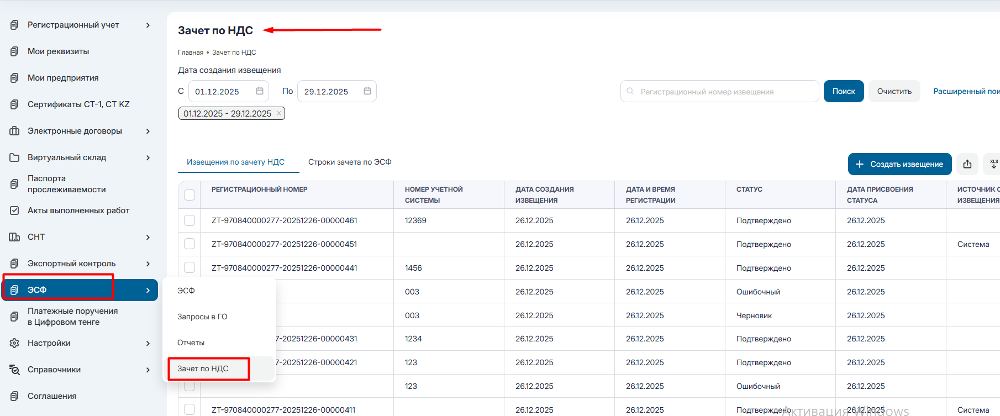 Регистрационный учет
Мои реквизиты
Мои предприятия
Сертификаты СТ-1, СТ KZ
Электронные договоры
Виртуальный склад
Паспорта
прослеживаемости
Акты выполненных работ
СНТ
Экспортный контроль
ЭСФ
Платежные поручения
в Цифровом тенге
Настройки
Справочники
Соглашения
ЭСФ
Запросы в ГО
Отчеты
Зачет по НДС
Зачет по НДС
Главная • Зачет по НДС
Дата создания извещения
С 01.12.2025 По 29.12.2025
Регистрационный номер извещения Поиск Очистить Расширенный пои
01.12.2025 - 29.12.2025 ×
Извещения по зачету НДС Строки зачета по ЭСФ
+ Создать извещение XLS
РЕГИСТРАЦИОННЫЙ НОМЕР НОМЕР УЧЕТНОЙ ДАТА СОЗДАНИЯ ДАТА И ВРЕМЯ СТАТУС ДАТА ПРИСВОЕНИЯ ИСТОЧНИК С
СИСТЕМЫ ИЗВЕЩЕНИЯ РЕГИСТРАЦИИ СТАТУСА ИЗВЕЩЕНИЯ
ZT-970840000277-20251226-00000461 12369 26.12.2025 26.12.2025 Подтверждено 26.12.2025
ZT-970840000277-20251226-00000451 26.12.2025 26.12.2025 Подтверждено 26.12.2025 Система
ZT-970840000277-20251226-00000441 1456 26.12.2025 26.12.2025 Подтверждено 26.12.2025
003 26.12.2025 26.12.2025 Ошибочный 26.12.2025
003 26.12.2025 26.12.2025 Черновик 26.12.2025
7-20251226-00000431 1234 26.12.2025 26.12.2025 Подтверждено 26.12.2025
7-20251226-00000421 123 26.12.2025 26.12.2025 Подтверждено 26.12.2025
123 26.12.2025 26.12.2025 Ошибочный 26.12.2025
ZT-970840000277-20251226-00000411 26.12.2025 26.12.2025 Подтверждено 26.12.2025 Система
Активация Windows